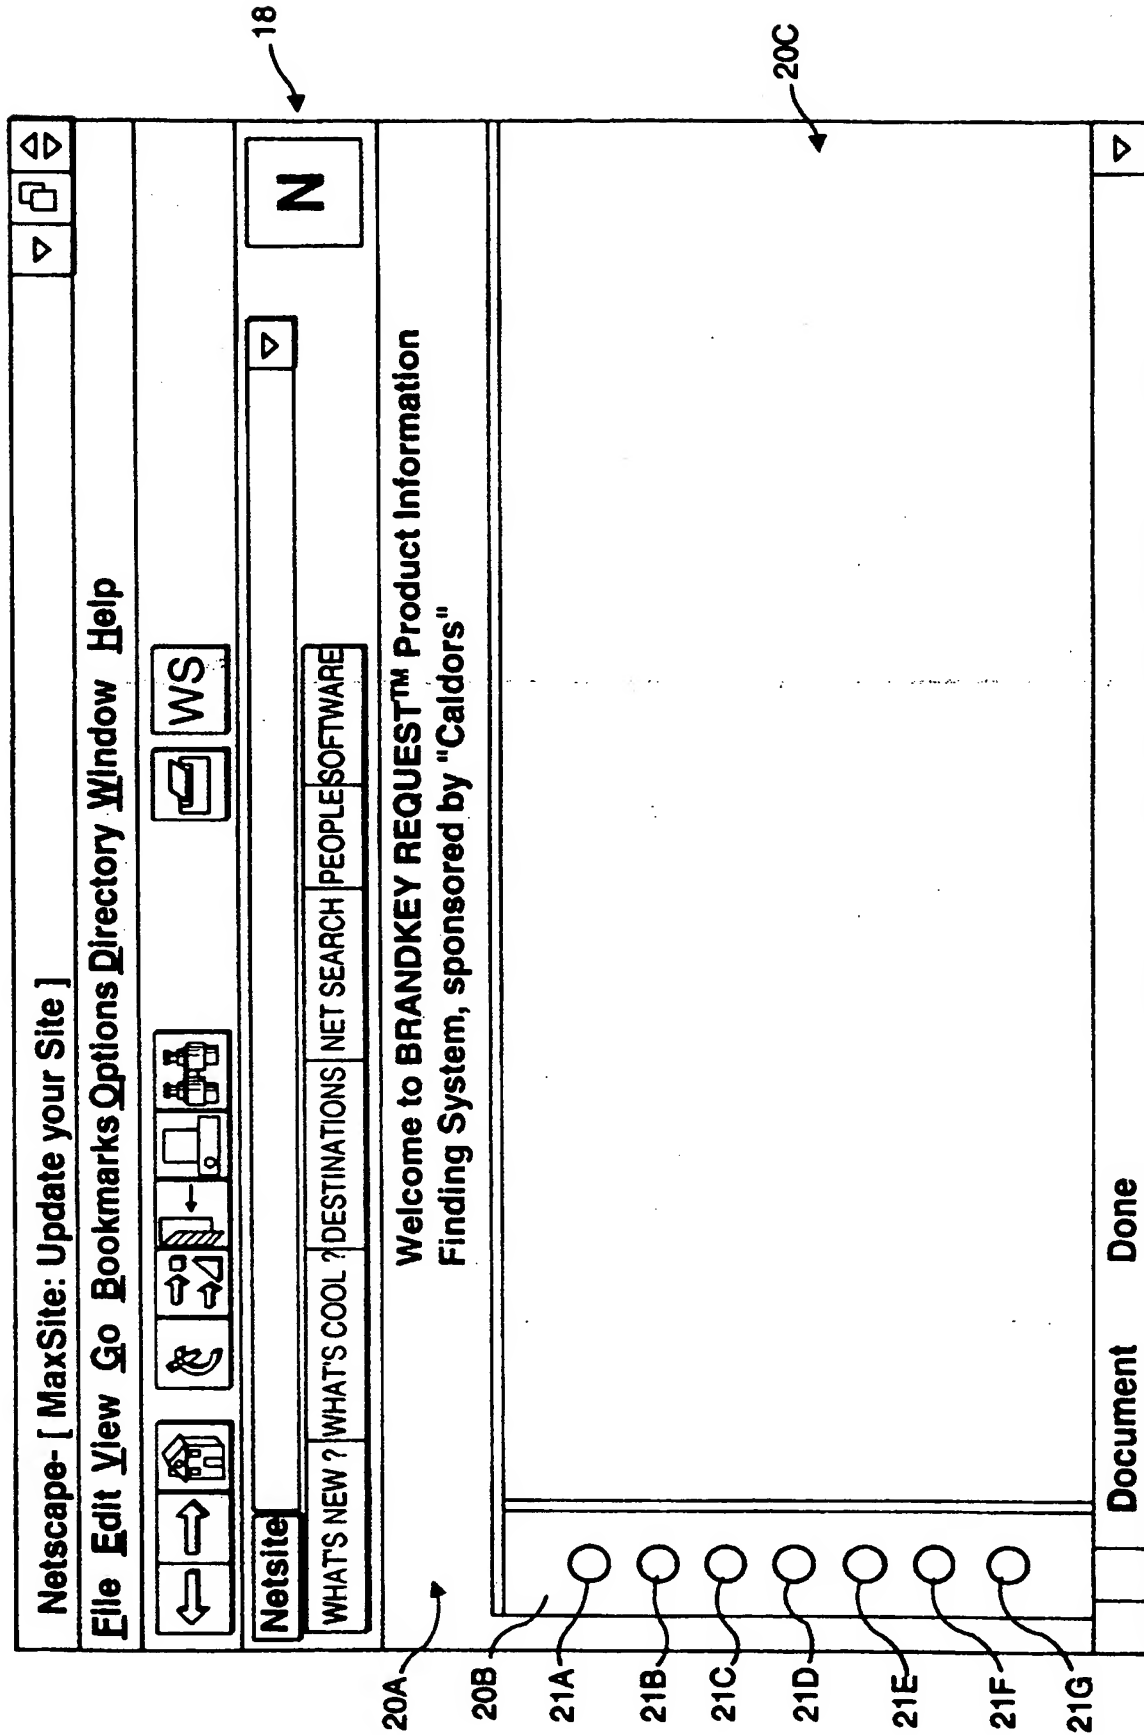 Netscape- [ MaxSite: Update your Site ]
File Edit View Go Bookmarks Options Directory Window Help
WS
Netsite
N
18
WHAT'S NEW ? WHAT'S COOL ? DESTINATIONS NET SEARCH PEOPLE SOFTWARE
Welcome to BRANDKEY REQUEST™ Product Information
Finding System, sponsored by "Caldors"
20A
20B
21A
21B
21C
21D
21E
21F
21G
20C
Document Done